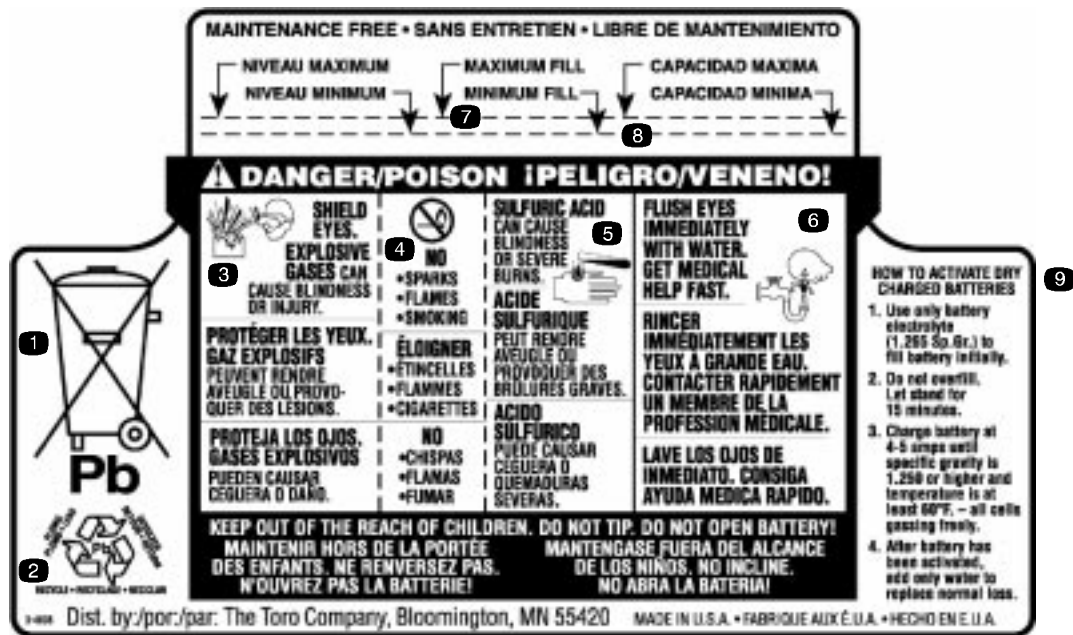 MAINTENANCE FREE • SANS ENTRETIEN • LIBRE DE MANTENIMIENTO
NIVEAU MAXIMUM
MAXIMUM FILL
CAPACIDAD MAXIMA
NIVEAU MINIMUM
MINIMUM FILL
CAPACIDAD MINIMA
7
8
DANGER/POISON ¡PELIGRO/VENENO!
SHIELD
EYES.
EXPLOSIVE
GASES CAN
CAUSE BLINDNESS
OR INJURY.
3
PROTÉGER LES YEUX.
GAZ EXPLOSIFS
PEUVENT RENDRE
AVEUGLE OU PROVO-
QUER DES LESIONS.
PROTEJA LOS OJOS.
GASES EXPLOSIVOS
PUEDEN CAUSAR
CEGUERA O DAÑO.
4
NO
•SPARKS
•FLAMES
•SMOKING
ÉLOIGNER
•ÉTINCELLES
•FLAMMES
•CIGARETTES
NO
•CHISPAS
•FLAMAS
•FUMAR
SULFURIC ACID
CAN CAUSE
BLINDNESS
OR SEVERE
BURNS.
5
ACIDE
SULFURIQUE
PEUT RENDRE
AVEUGLE OU
PROVOQUER DES
BRÛLURES GRAVES.
ACIDO
SULFURICO
PUEDE CAUSAR
CEGUERA O
QUEMADURAS
SEVERAS.
FLUSH EYES
IMMEDIATELY
WITH WATER.
GET MEDICAL
HELP FAST.
6
RINCER
IMMÉDIATEMENT LES
YEUX À GRANDE EAU.
CONTACTER RAPIDEMENT
UN MEMBRE DE LA
PROFESSION MÉDICALE.
LAVE LOS OJOS DE
INMEDIATO. CONSIGA
AYUDA MEDICA RAPIDO.
1
Pb
2
RECYCLE • RECYCLAGE • RECICLAR
HOW TO ACTIVATE DRY
CHARGED BATTERIES
9
1. Use only battery
electrolyte
(1.265 Sp.Gr.) to
fill battery initially.
2. Do not overfill.
Let stand for
15 minutes.
3. Charge battery at
4-5 amps until
specific gravity is
1.250 or higher and
temperature is at
least 60°F. – all cells
gassing freely.
4. After battery has
been activated,
add only water to
replace normal loss.
KEEP OUT OF THE REACH OF CHILDREN. DO NOT TIP. DO NOT OPEN BATTERY!
MAINTENIR HORS DE LA PORTÉE
DES ENFANTS. NE RENVERSEZ PAS.
N'OUVREZ PAS LA BATTERIE!
MANTENGASE FUERA DEL ALCANCE
DE LOS NIÑOS. NO INCLINE.
NO ABRA LA BATERIA!
Dist. by:/por:/par: The Toro Company, Bloomington, MN 55420
MADE IN U.S.A. • FABRIQUE AUX É.U.A. • HECHO EN E.U.A.